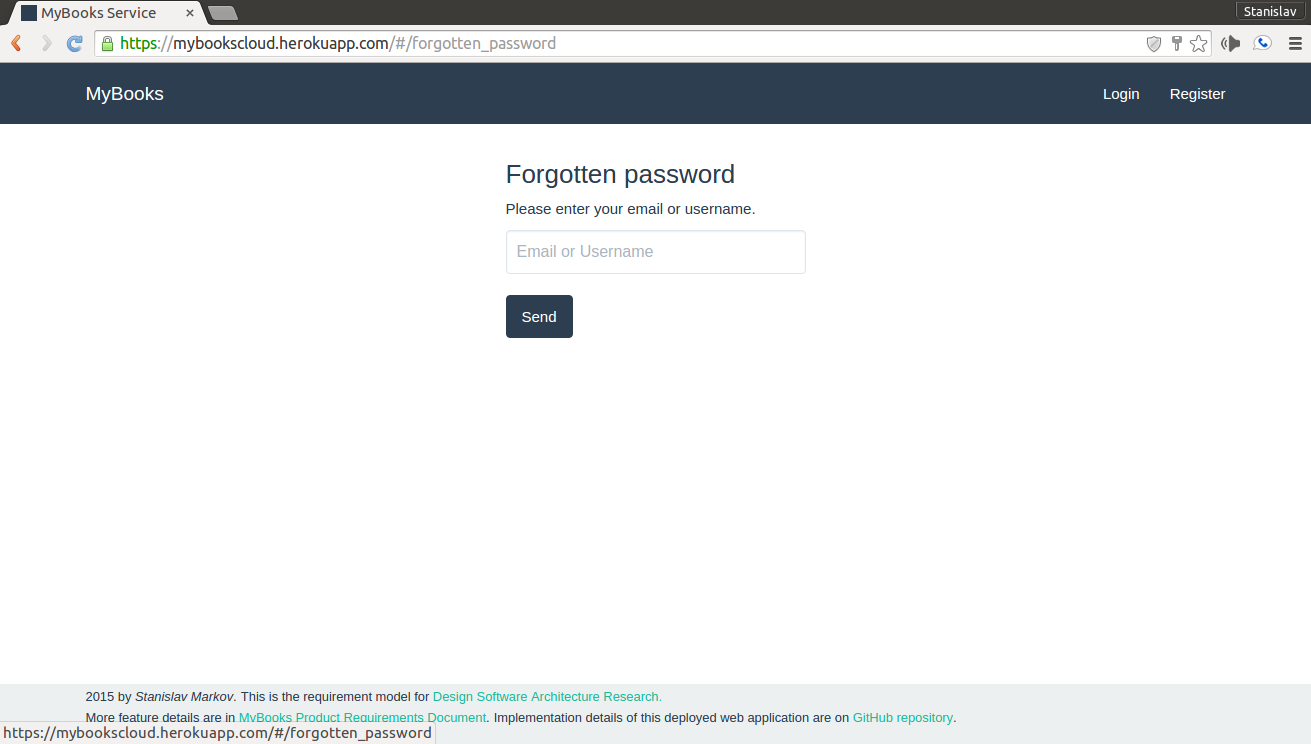 MyBooks Service
Stanislav
https://mybookscloud.herokuapp.com/#/forgotten_password
MyBooks
Login
Register
Forgotten password
Please enter your email or username.
Email or Username
Send
2015 by Stanislav Markov. This is the requirement model for Design Software Architecture Research.
More feature details are in MyBooks Product Requirements Document. Implementation details of this deployed web application are on GitHub repository.
https://mybookscloud.herokuapp.com/#/forgotten_password